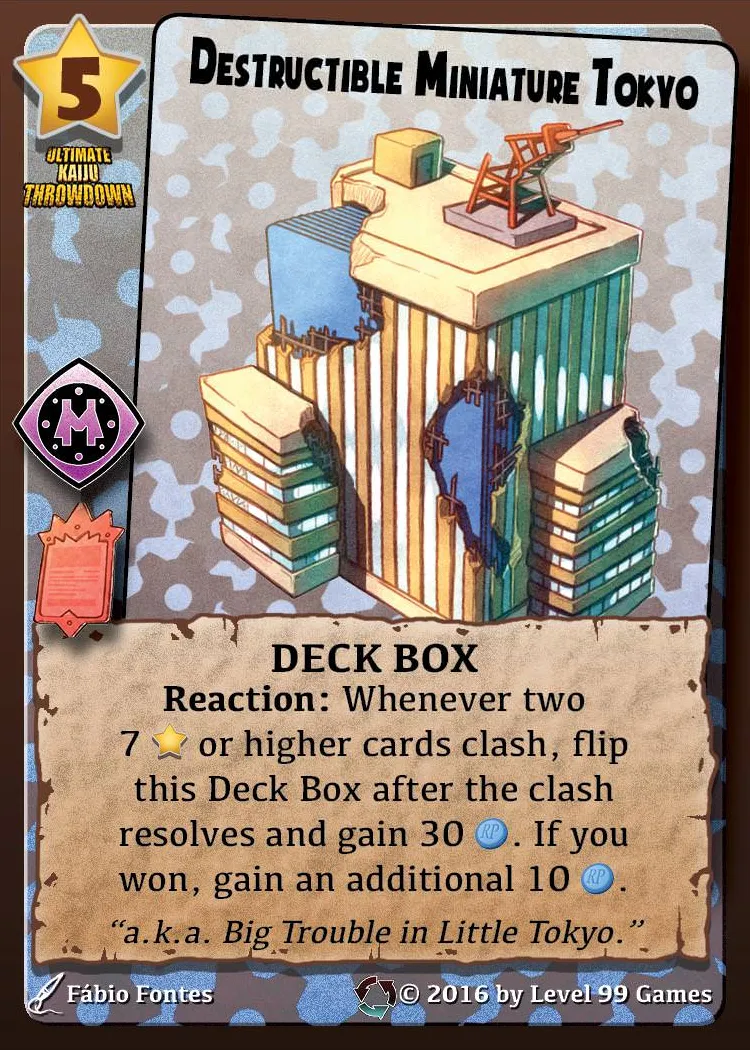 5
DESTRUCTIBLE MINIATURE TOKYO
ULTIMATE
KAIJU
THROWDOWN
M
DECK BOX
Reaction: Whenever two
7 or higher cards clash, flip
this Deck Box after the clash
resolves and gain 30 RP. If you
won, gain an additional 10 RP.
“a.k.a. Big Trouble in Little Tokyo.”
Fábio Fontes
© 2016 by Level 99 Games